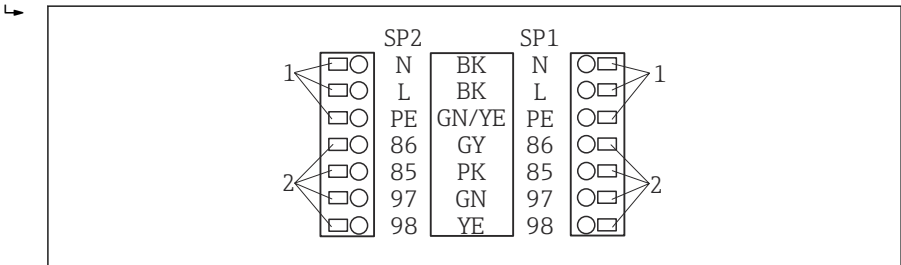 SP2 SP1
N BK N
1 1
L BK L
PE GN/YE PE
86 GY 86
85 PK 85
2 2
97 GN 97
98 YE 98